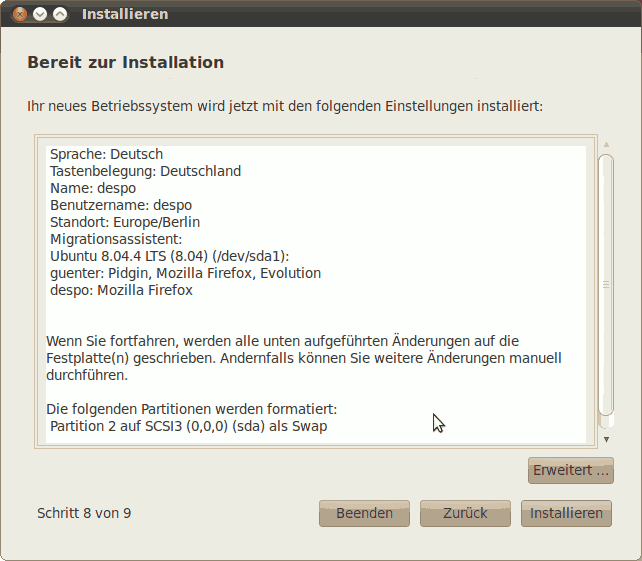 Installieren
Bereit zur Installation
Ihr neues Betriebssystem wird jetzt mit den folgenden Einstellungen installiert:
Sprache: Deutsch
Tastenbelegung: Deutschland
Name: despo
Benutzername: despo
Standort: Europe/Berlin
Migrationsassistent:
Ubuntu 8.04.4 LTS (8.04) (/dev/sda1):
guenter: Pidgin, Mozilla Firefox, Evolution
despo: Mozilla Firefox
Wenn Sie fortfahren, werden alle unten aufgeführten Änderungen auf die
Festplatte(n) geschrieben. Andernfalls können Sie weitere Änderungen manuell
durchführen.
Die folgenden Partitionen werden formatiert:
Partition 2 auf SCSI3 (0,0,0) (sda) als Swap
Erweitert ...
Schritt 8 von 9 Beenden Zurück Installieren